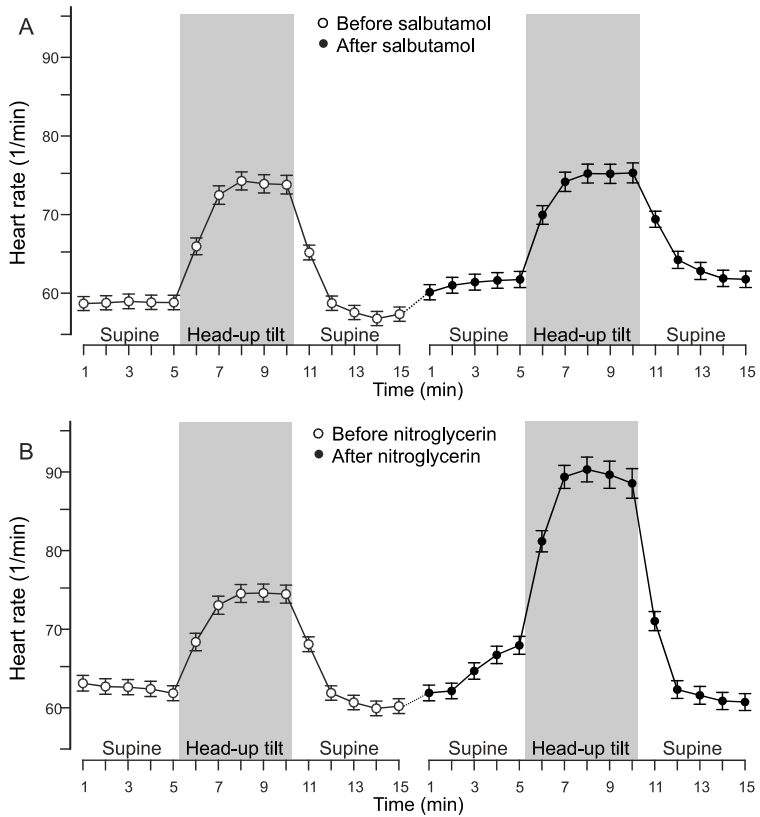 A
Before salbutamol
After salbutamol
Heart rate (1/min)
90
80
70
60
Supine Head-up tilt Supine Supine Head-up tilt Supine
1 3 5 7 9 11 13 15 1 3 5 7 9 11 13 15
Time (min)
B
Before nitroglycerin
After nitroglycerin
Heart rate (1/min)
90
80
70
60
Supine Head-up tilt Supine Supine Head-up tilt Supine
1 3 5 7 9 11 13 15 1 3 5 7 9 11 13 15
Time (min)